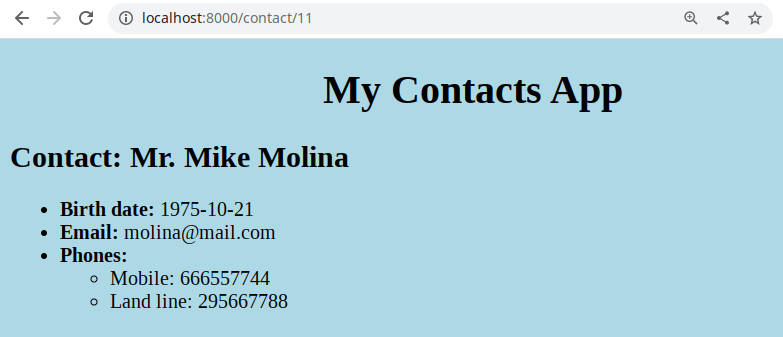 localhost:8000/contact/11
My Contacts App
Contact: Mr. Mike Molina
Birth date: 1975-10-21
Email: molina@mail.com
Phones:
Mobile: 666557744
Land line: 295667788